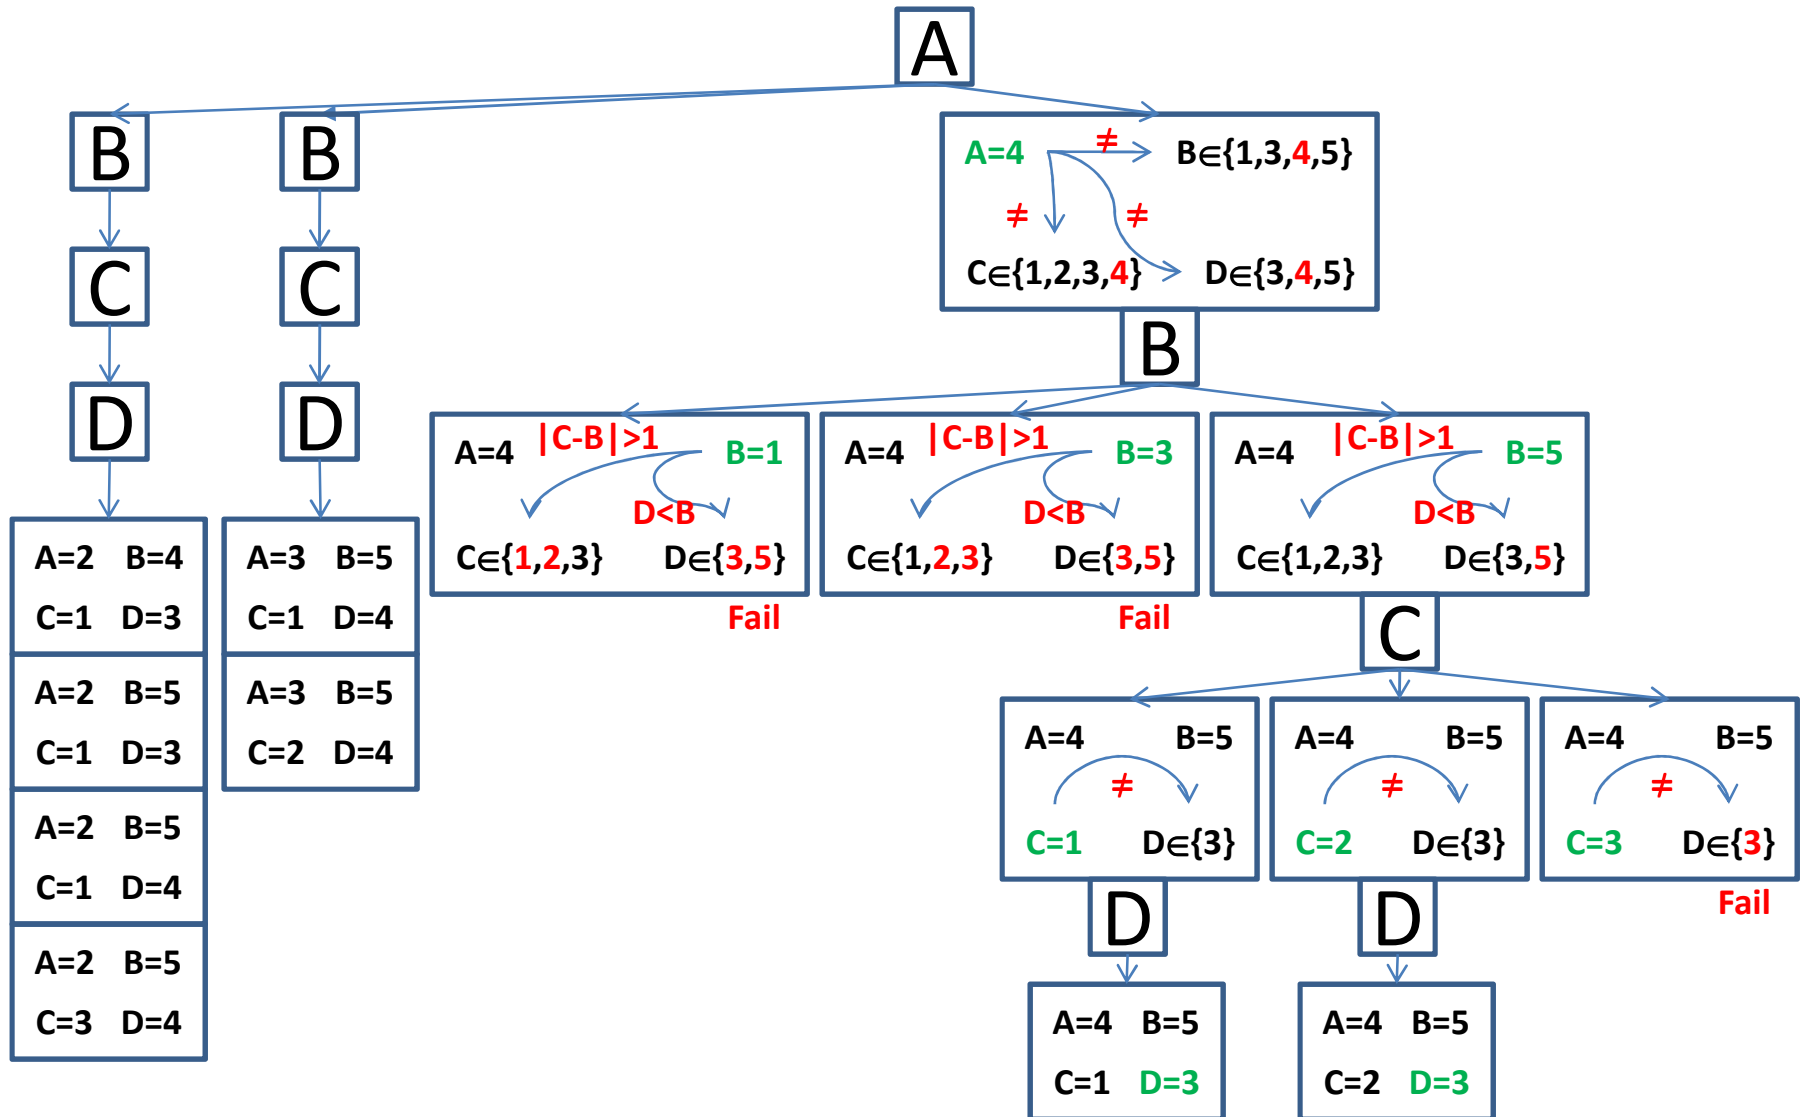 A
B
B
A=4 ≠ B∈{1,3,4,5}
≠ ≠
C
C
C∈{1,2,3,4} D∈{3,4,5}
B
D
D
A=4 |C-B|>1 B=1
D<B
C∈{1,2,3} D∈{3,5}
Fail
A=4 |C-B|>1 B=3
D<B
C∈{1,2,3} D∈{3,5}
Fail
A=4 |C-B|>1 B=5
D<B
C∈{1,2,3} D∈{3,5}
A=2 B=4
C=1 D=3
A=2 B=5
C=1 D=3
A=2 B=5
C=1 D=4
A=2 B=5
C=3 D=4
A=3 B=5
C=1 D=4
A=3 B=5
C=2 D=4
C
A=4 B=5
≠
C=1 D∈{3}
A=4 B=5
≠
C=2 D∈{3}
A=4 B=5
≠
C=3 D∈{3}
Fail
D
D
A=4 B=5
C=1 D=3
A=4 B=5
C=2 D=3